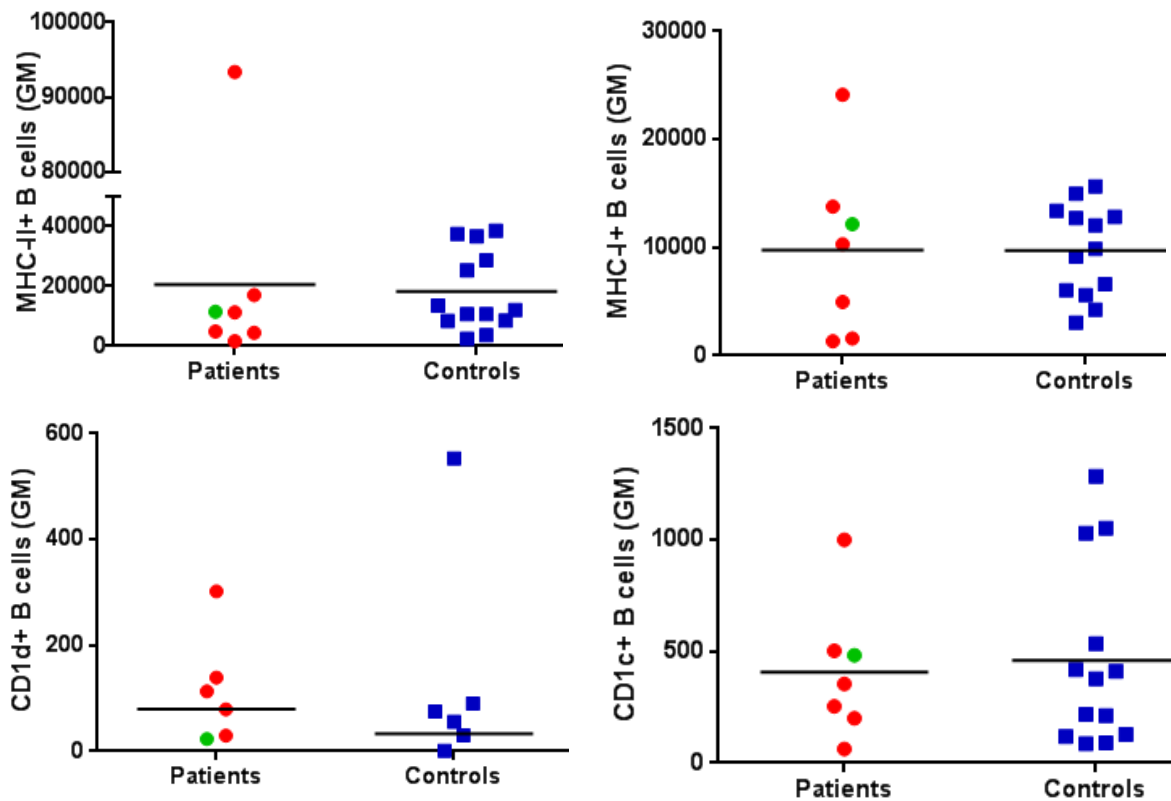 MHC-II+ B cells (GM)
100000
90000
80000
40000
20000
0
Patients
Controls
MHC-I+ B cells (GM)
30000
20000
10000
0
Patients
Controls
CD1d+ B cells (GM)
600
400
200
0
Patients
Controls
CD1c+ B cells (GM)
1500
1000
500
0
Patients
Controls